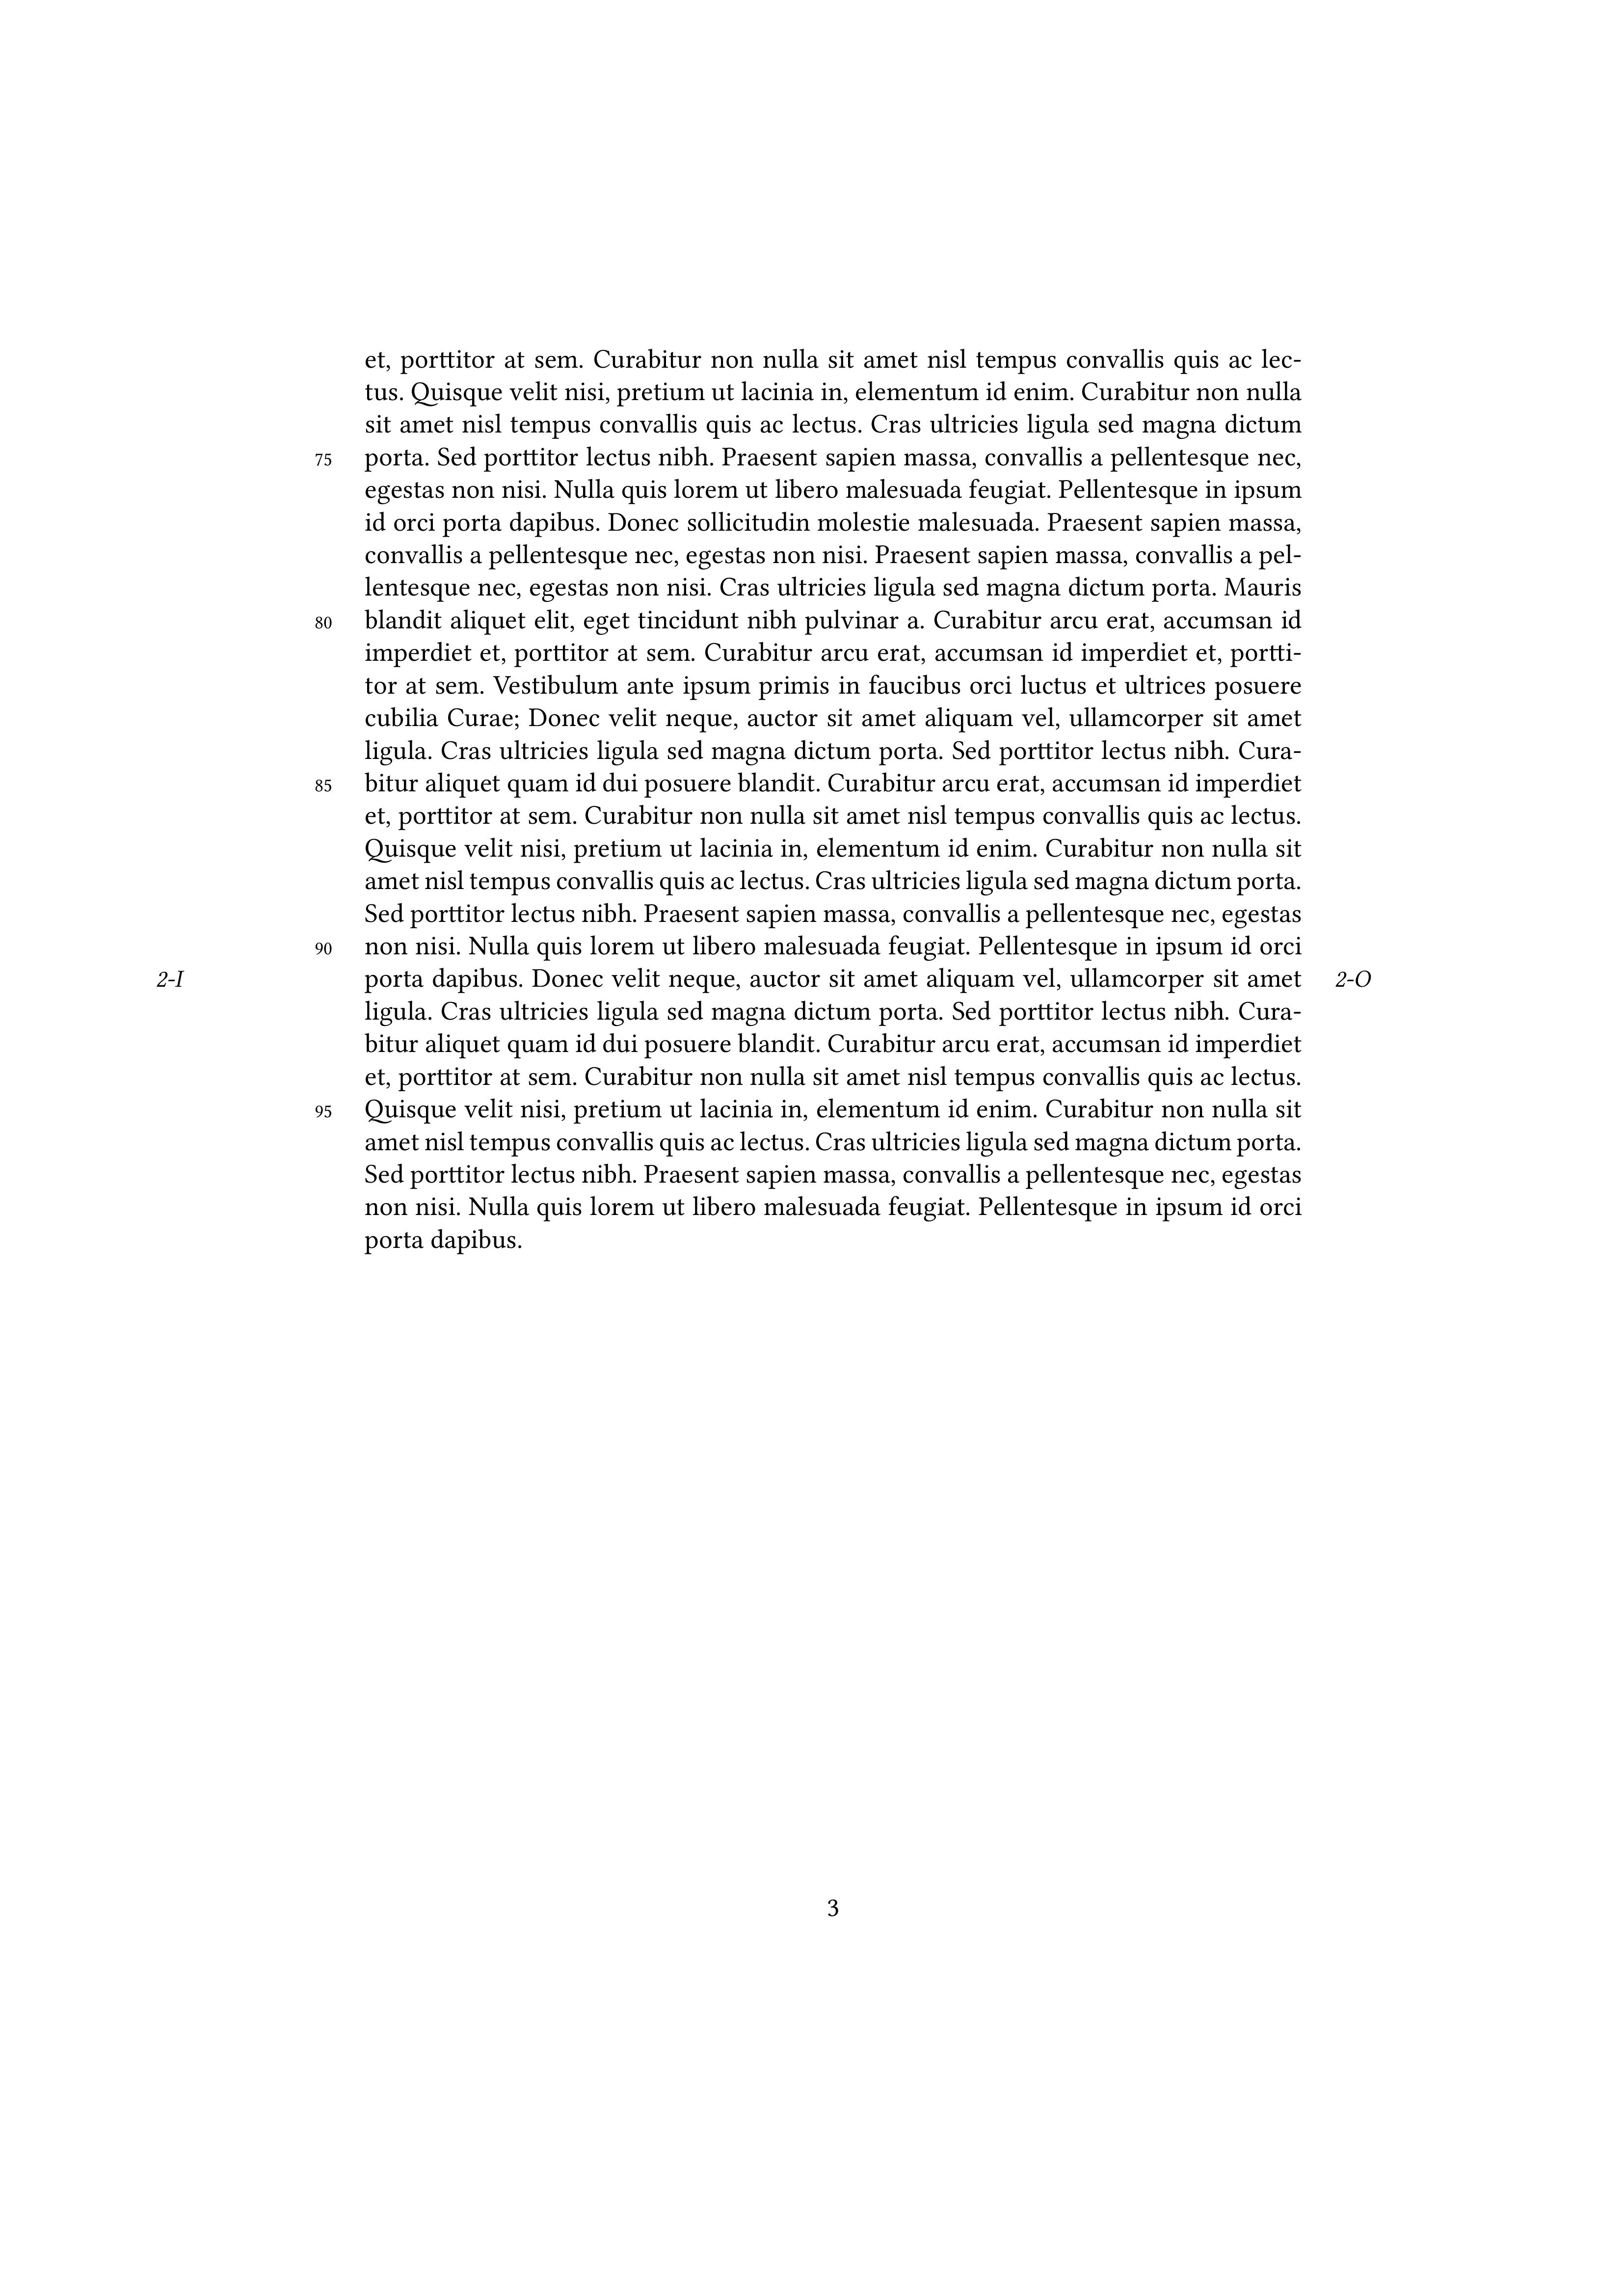 et, porttitor at sem. Curabitur non nulla sit amet nisl tempus convallis quis ac lec-
tus. Quisque velit nisi, pretium ut lacinia in, elementum id enim. Curabitur non nulla
sit amet nisl tempus convallis quis ac lectus. Cras ultricies ligula sed magna dictum
75 porta. Sed porttitor lectus nibh. Praesent sapien massa, convallis a pellentesque nec,
egestas non nisi. Nulla quis lorem ut libero malesuada feugiat. Pellentesque in ipsum
id orci porta dapibus. Donec sollicitudin molestie malesuada. Praesent sapien massa,
convallis a pellentesque nec, egestas non nisi. Praesent sapien massa, convallis a pel-
lentesque nec, egestas non nisi. Cras ultricies ligula sed magna dictum porta. Mauris
80 blandit aliquet elit, eget tincidunt nibh pulvinar a. Curabitur arcu erat, accumsan id
imperdiet et, porttitor at sem. Curabitur arcu erat, accumsan id imperdiet et, portti-
tor at sem. Vestibulum ante ipsum primis in faucibus orci luctus et ultrices posuere
cubilia Curae; Donec velit neque, auctor sit amet aliquam vel, ullamcorper sit amet
ligula. Cras ultricies ligula sed magna dictum porta. Sed porttitor lectus nibh. Cura-
85 bitur aliquet quam id dui posuere blandit. Curabitur arcu erat, accumsan id imperdiet
et, porttitor at sem. Curabitur non nulla sit amet nisl tempus convallis quis ac lectus.
Quisque velit nisi, pretium ut lacinia in, elementum id enim. Curabitur non nulla sit
amet nisl tempus convallis quis ac lectus. Cras ultricies ligula sed magna dictum porta.
Sed porttitor lectus nibh. Praesent sapien massa, convallis a pellentesque nec, egestas
90 non nisi. Nulla quis lorem ut libero malesuada feugiat. Pellentesque in ipsum id orci
2-I porta dapibus. Donec velit neque, auctor sit amet aliquam vel, ullamcorper sit amet 2-O
ligula. Cras ultricies ligula sed magna dictum porta. Sed porttitor lectus nibh. Cura-
bitur aliquet quam id dui posuere blandit. Curabitur arcu erat, accumsan id imperdiet
et, porttitor at sem. Curabitur non nulla sit amet nisl tempus convallis quis ac lectus.
95 Quisque velit nisi, pretium ut lacinia in, elementum id enim. Curabitur non nulla sit
amet nisl tempus convallis quis ac lectus. Cras ultricies ligula sed magna dictum porta.
Sed porttitor lectus nibh. Praesent sapien massa, convallis a pellentesque nec, egestas
non nisi. Nulla quis lorem ut libero malesuada feugiat. Pellentesque in ipsum id orci
porta dapibus.
3